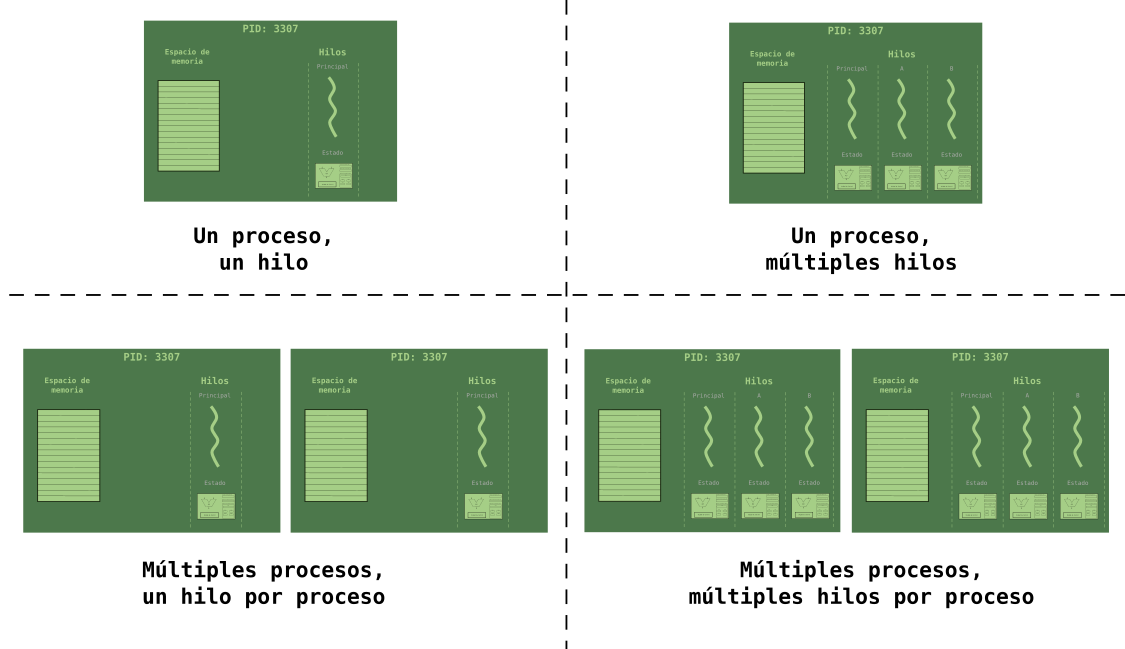 PID: 3307
Espacio de
memoria
Hilos
Principal
Estado
Un proceso,
un hilo
PID: 3307
Espacio de
memoria
Hilos
Principal A B
Estado Estado Estado
Un proceso,
múltiples hilos
PID: 3307
Espacio de
memoria
Hilos
Principal
Estado
PID: 3307
Espacio de
memoria
Hilos
Principal
Estado
Múltiples procesos,
un hilo por proceso
PID: 3307
Espacio de
memoria
Hilos
Principal A B
Estado Estado Estado
PID: 3307
Espacio de
memoria
Hilos
Principal A B
Estado Estado Estado
Múltiples procesos,
múltiples hilos por proceso